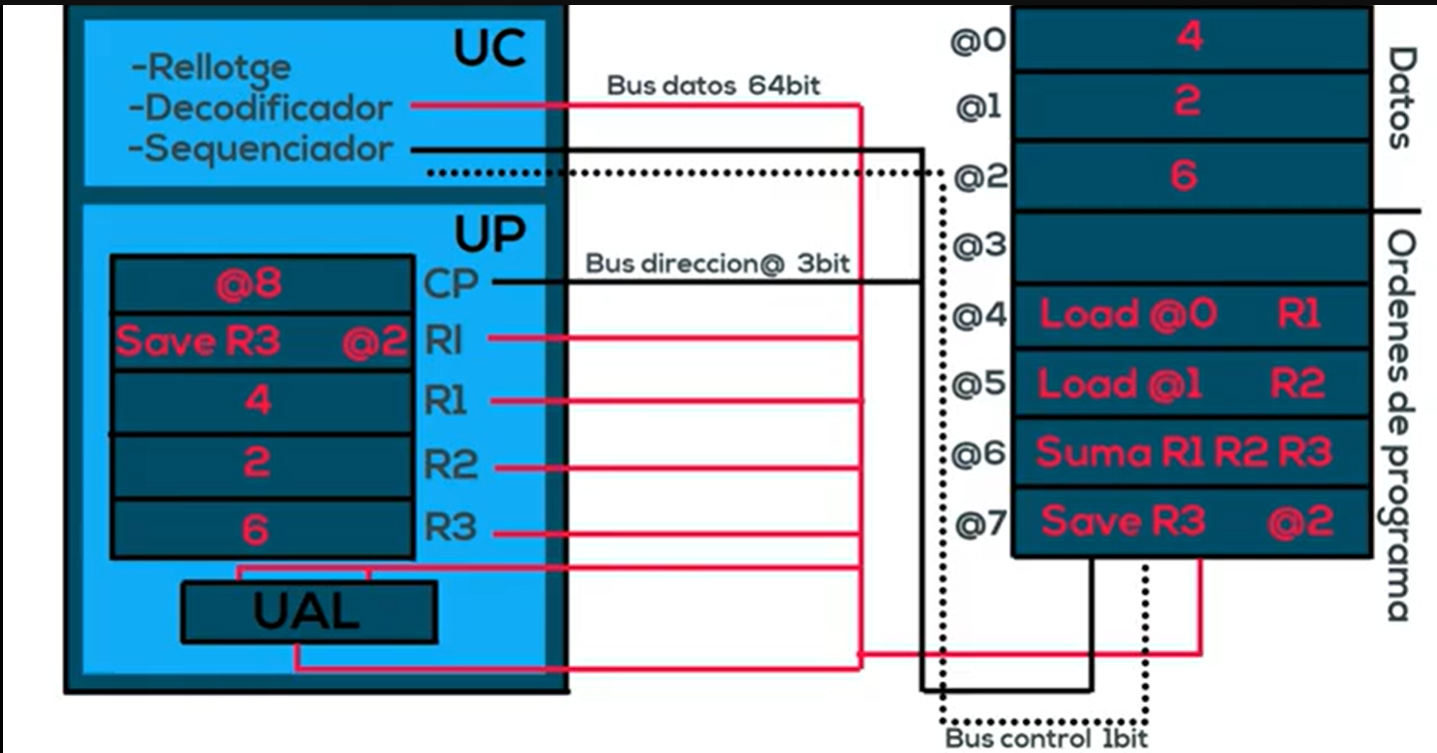 UC
-Rellotge
-Decodificador
-Sequenciador
UP
@8 CP
Save R3 @2 RI
4 R1
2 R2
6 R3
UAL
Bus datos 64bit
Bus direccion@ 3bit
@0 4
@1 2
@2 6
@3
@4 Load @0 R1
@5 Load @1 R2
@6 Suma R1 R2 R3
@7 Save R3 @2
Datos
Ordenes de programa
Bus control 1bit